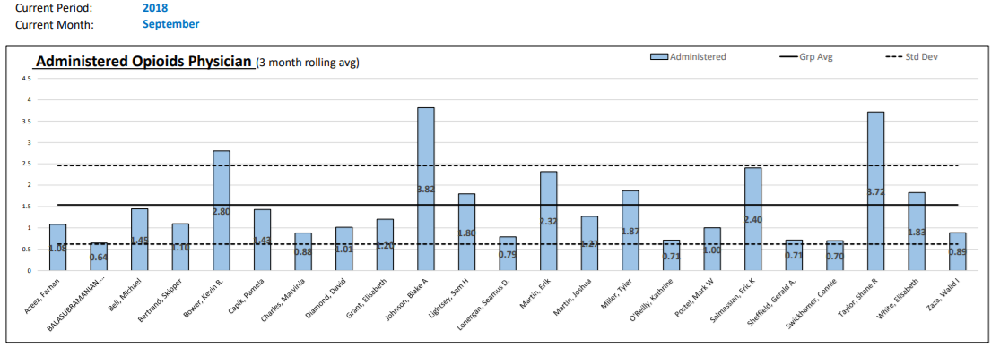 Current Period: 2018
Current Month: September
Administered Opioids Physician (3 month rolling avg)
Administered Grp Avg Std Dev
4.5
4
3.5
3
2.5
2
1.5
1
0.5
0
1.08 0.64 1.45 1.10 2.80 1.43 0.88 1.01 1.20 3.82 1.80 0.79 2.32 1.27 1.87 0.71 1.00 2.40 0.71 0.70 3.72 1.83 0.89
Azeez, Farhan
BALASUBRAMANIAN,...
Bell, Michael
Bertrand, Skipper
Bower, Kevin R.
Capik, Pamela
Charles, Marvinia
Diamond, David
Grant, Elisabeth
Johnson, Blake A
Lightsey, Sam H
Lonergan, Seamus D.
Martin, Erik
Martin, Joshua
Miller, Tyler
O'Reilly, Kathrine
Postel, Mark W
Salmassian, Eric K
Sheffield, Gerald A.
Swickhamer, Connie
Taylor, Shane R
White, Elisabeth
Zaza, Walid I